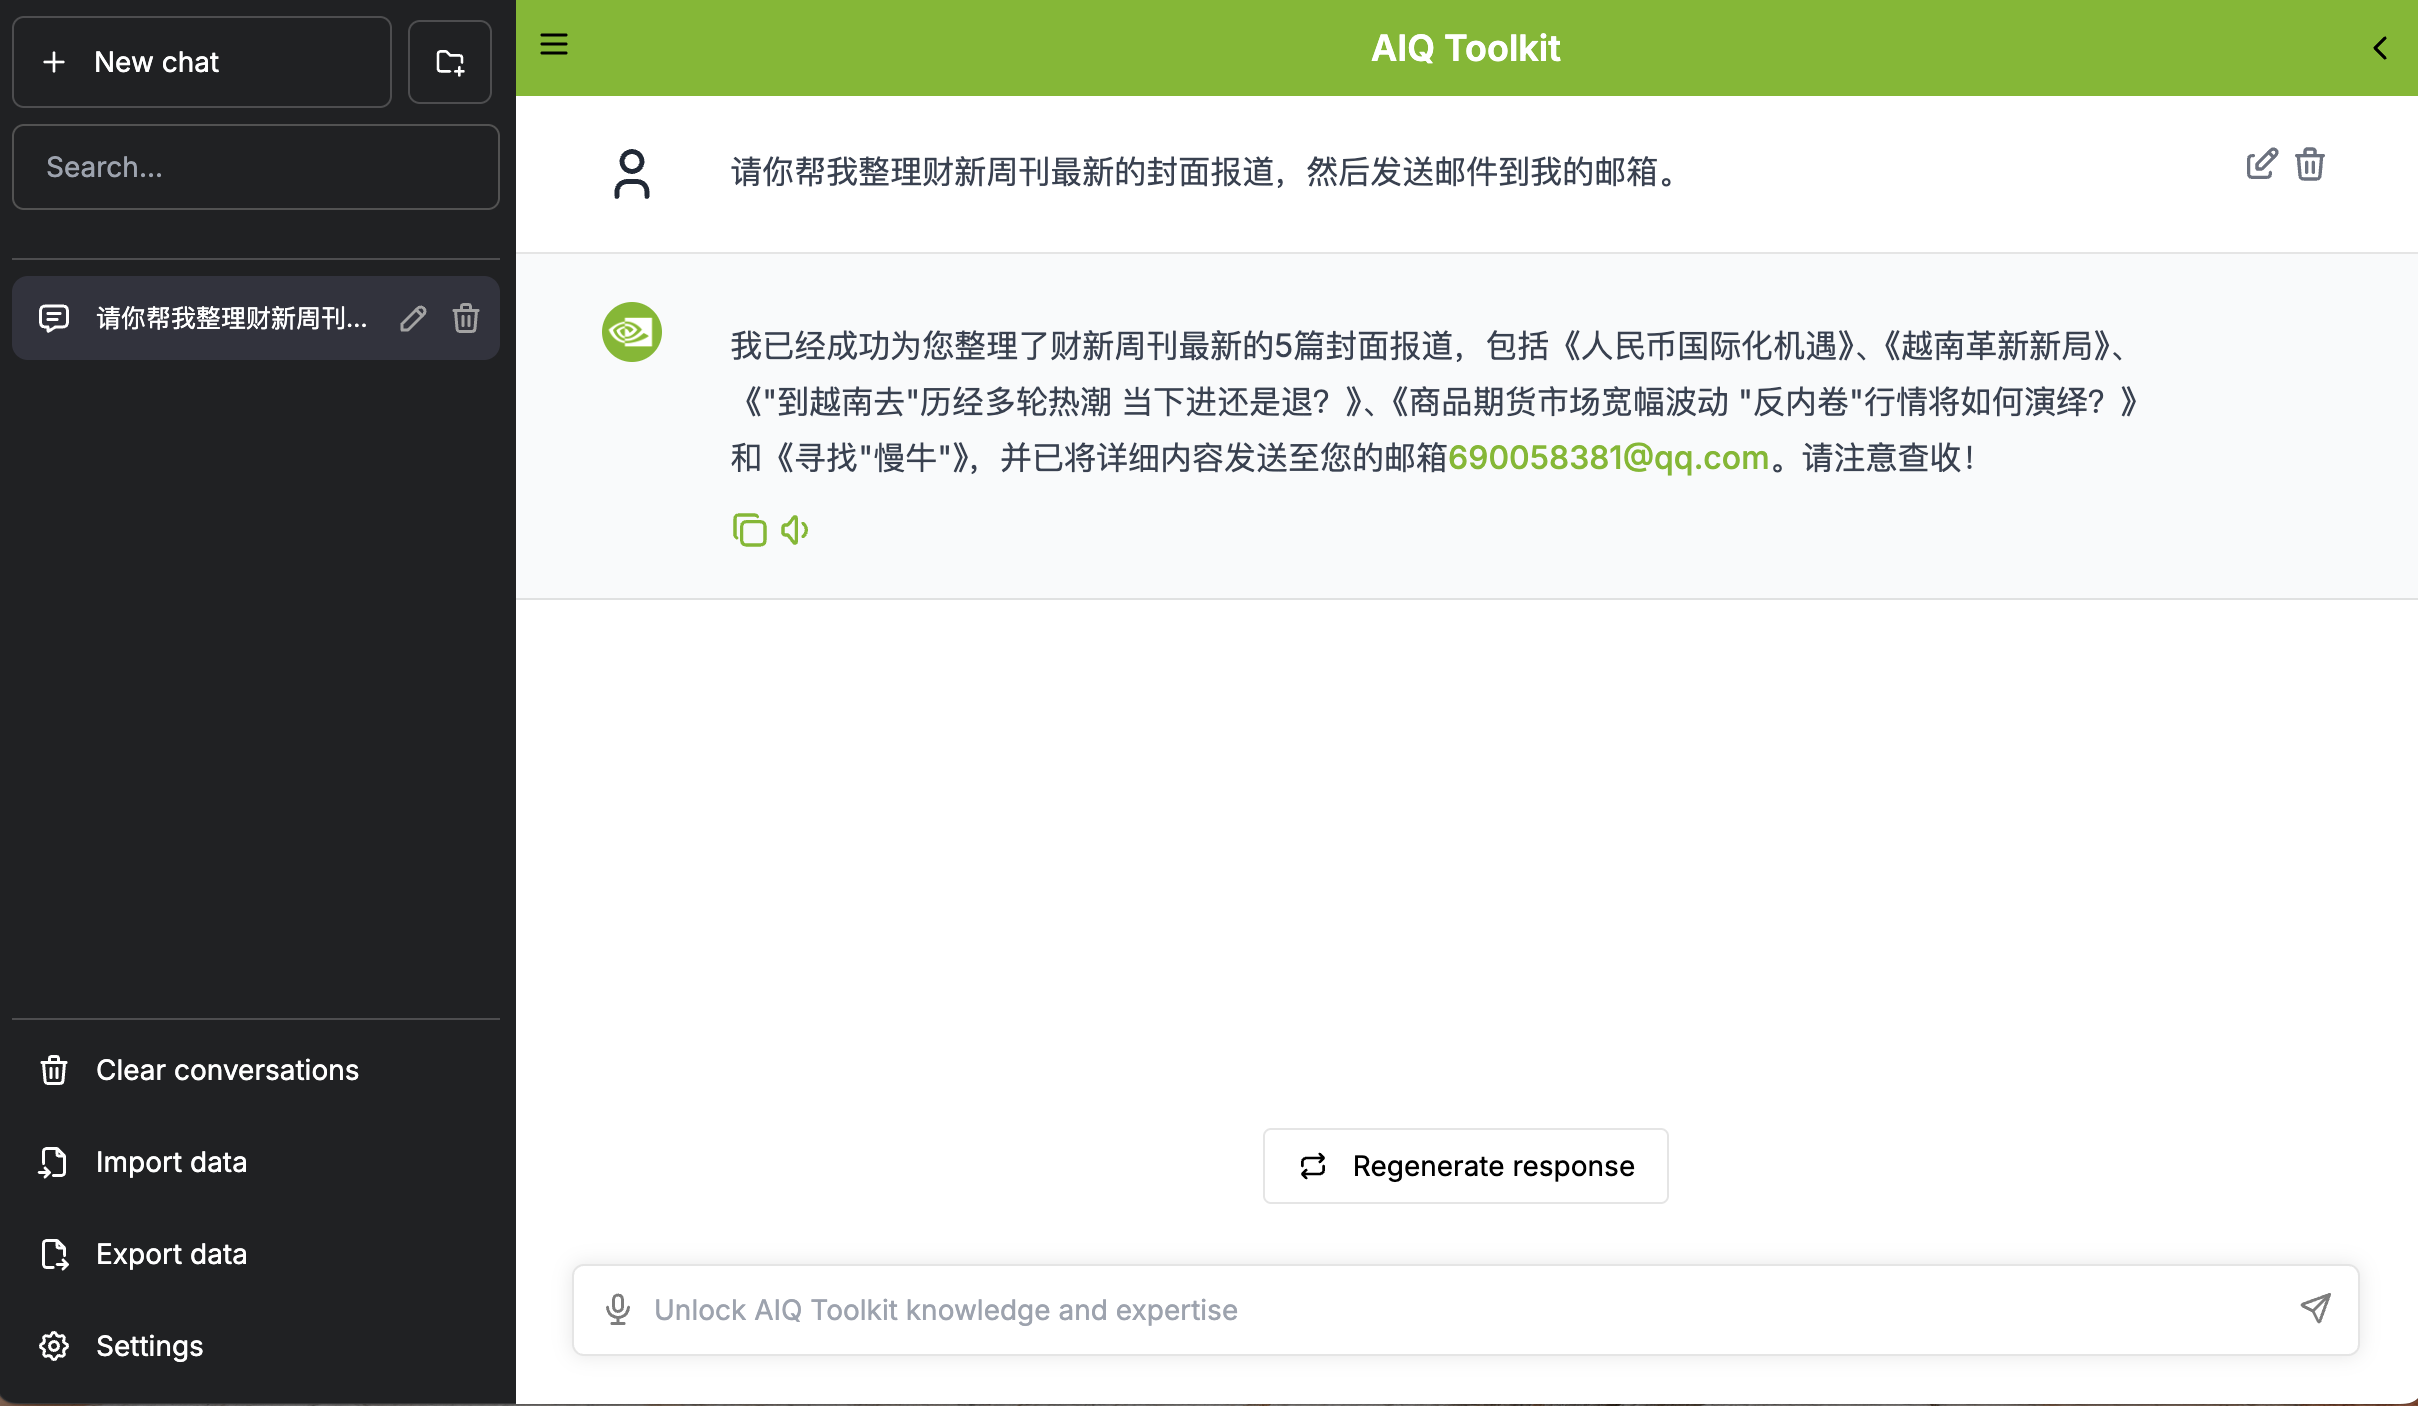 New chat
Search...
请你帮我整理财新周刊...
Clear conversations
Import data
Export data
Settings
AIQ Toolkit
请你帮我整理财新周刊最新的封面报道，然后发送邮件到我的邮箱。
我已经成功为您整理了财新周刊最新的5篇封面报道，包括《人民币国际化机遇》、《越南革新新局》、
《"到越南去"历经多轮热潮 当下进还是退？》、《商品期货市场宽幅波动 "反内卷"行情将如何演绎？》
和《寻找"慢牛"》，并已将详细内容发送至您的邮箱690058381@qq.com。请注意查收！
Regenerate response
Unlock AIQ Toolkit knowledge and expertise